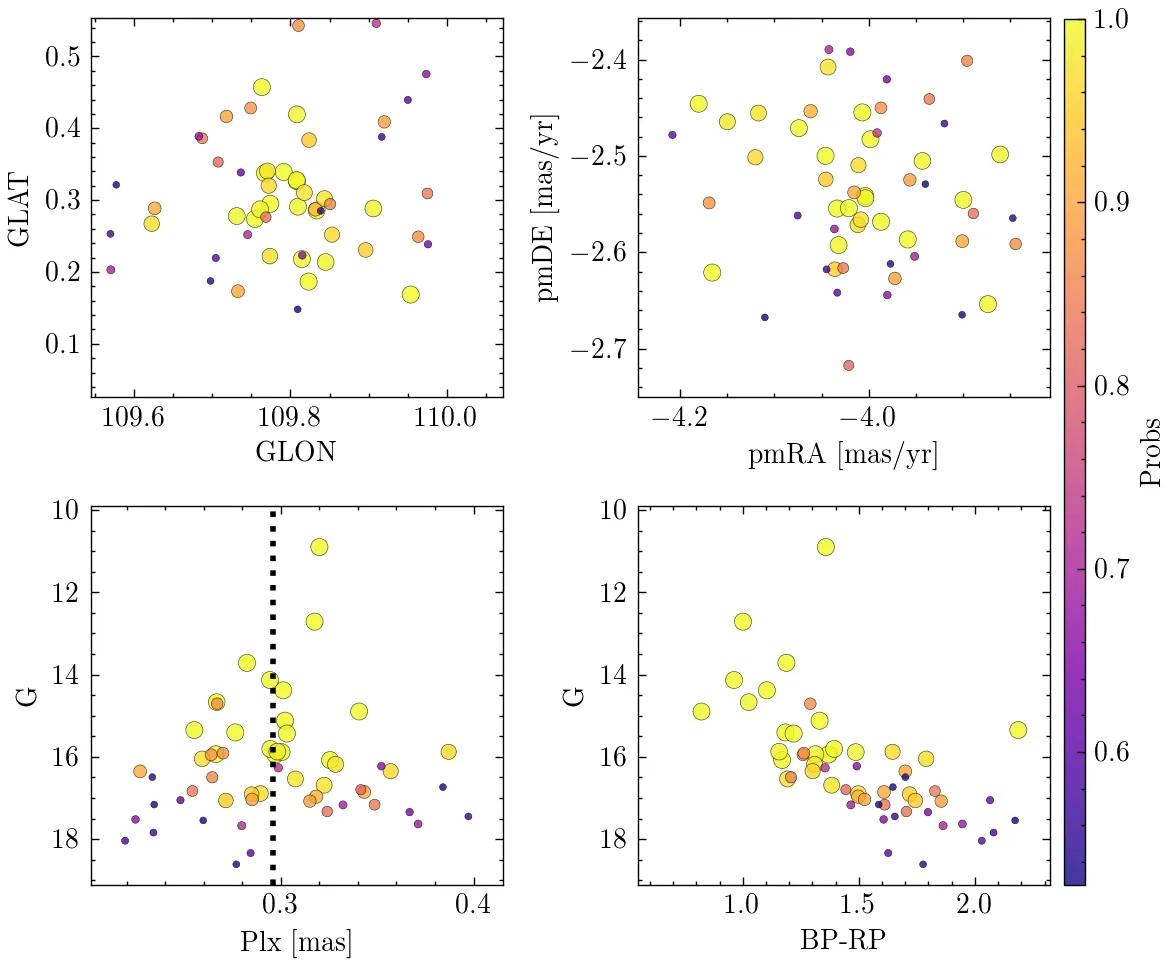 0.5
0.4
0.3
0.2
0.1
GLAT
109.6 109.8 110.0
GLON
−2.4
−2.5
−2.6
−2.7
pmDE [mas/yr]
−4.2 −4.0
pmRA [mas/yr]
10
12
14
16
18
G
0.3 0.4
Plx [mas]
10
12
14
16
18
G
1.0 1.5 2.0
BP-RP
1.0
0.9
0.8
0.7
0.6
Probs